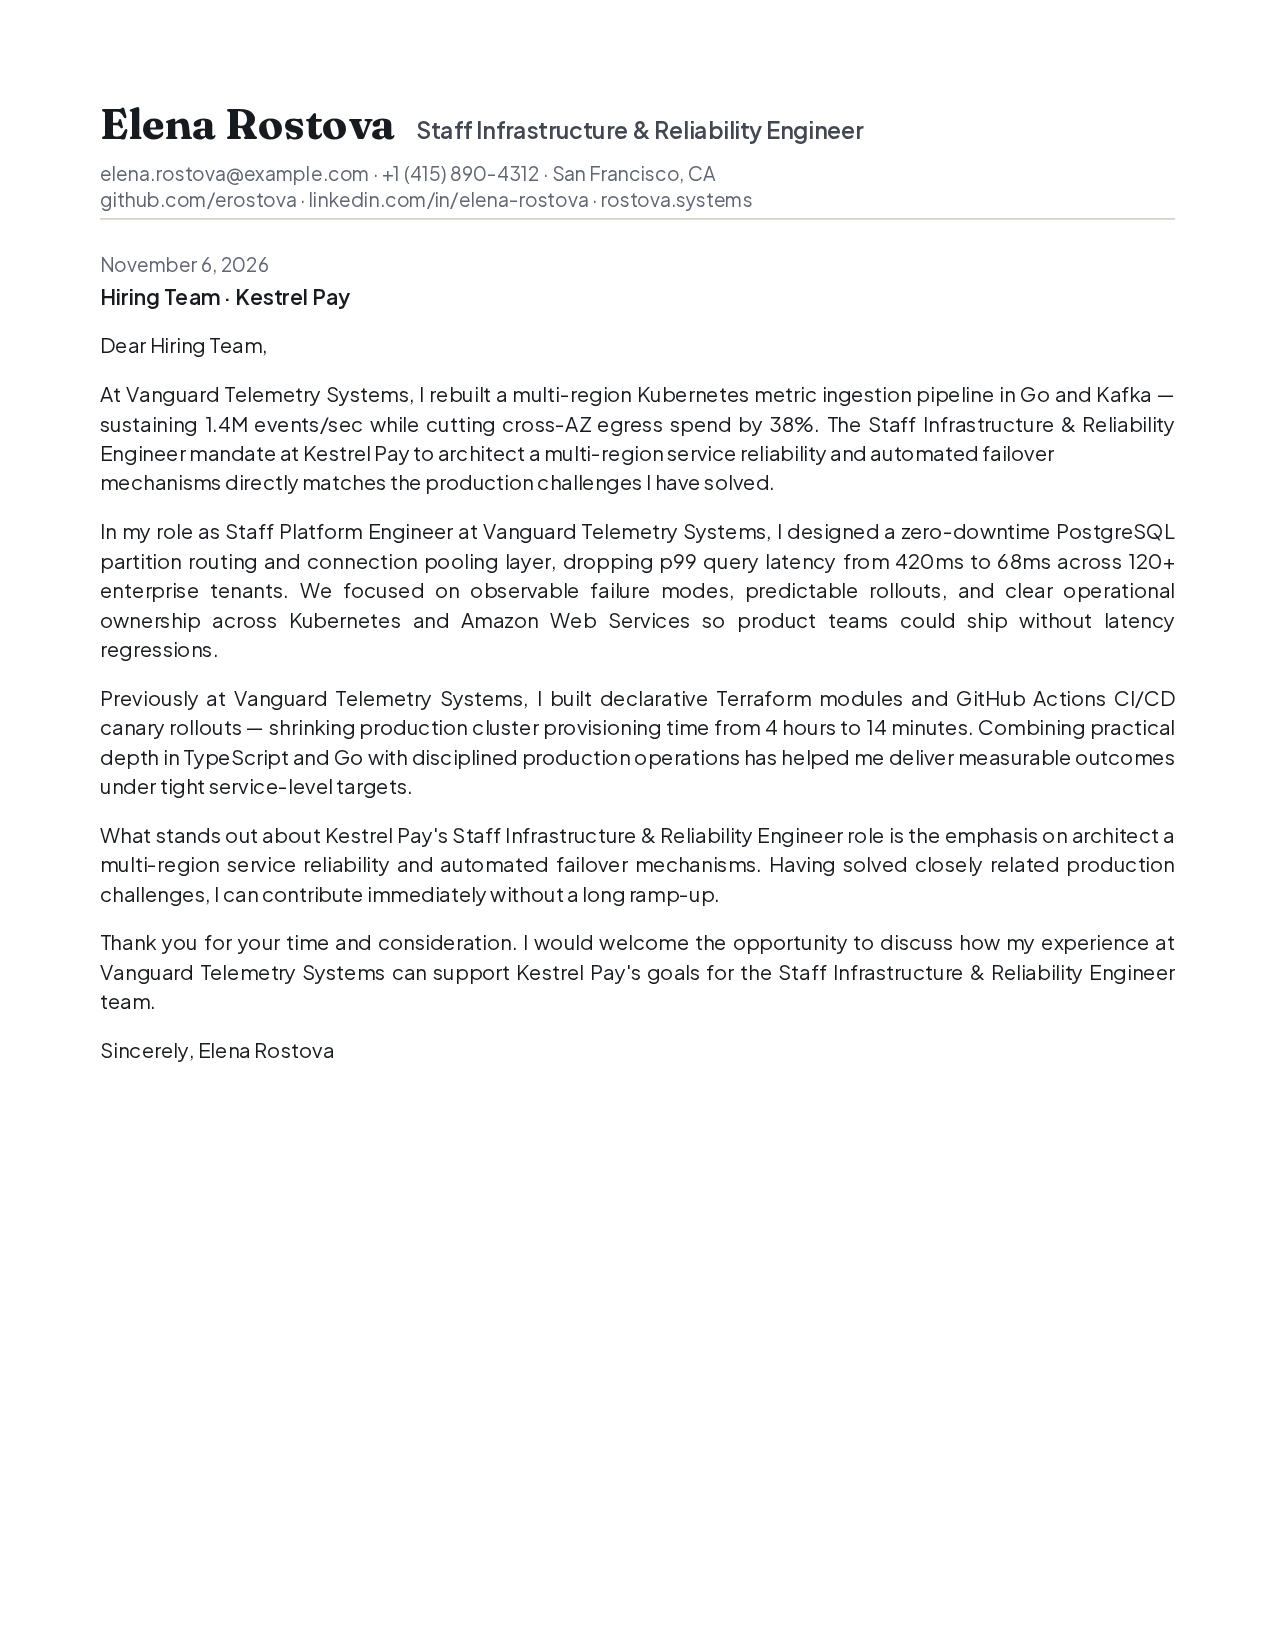 Elena Rostova Staff Infrastructure & Reliability Engineer
elena.rostova@example.com · +1 (415) 890-4312 · San Francisco, CA
github.com/erostova · linkedin.com/in/elena-rostova · rostova.systems
November 6, 2026
Hiring Team · Kestrel Pay
Dear Hiring Team,
At Vanguard Telemetry Systems, I rebuilt a multi-region Kubernetes metric ingestion pipeline in Go and Kafka —
sustaining 1.4M events/sec while cutting cross-AZ egress spend by 38%. The Staff Infrastructure & Reliability
Engineer mandate at Kestrel Pay to architect a multi-region service reliability and automated failover
mechanisms directly matches the production challenges I have solved.
In my role as Staff Platform Engineer at Vanguard Telemetry Systems, I designed a zero-downtime PostgreSQL
partition routing and connection pooling layer, dropping p99 query latency from 420ms to 68ms across 120+
enterprise tenants. We focused on observable failure modes, predictable rollouts, and clear operational
ownership across Kubernetes and Amazon Web Services so product teams could ship without latency
regressions.
Previously at Vanguard Telemetry Systems, I built declarative Terraform modules and GitHub Actions CI/CD
canary rollouts — shrinking production cluster provisioning time from 4 hours to 14 minutes. Combining practical
depth in TypeScript and Go with disciplined production operations has helped me deliver measurable outcomes
under tight service-level targets.
What stands out about Kestrel Pay's Staff Infrastructure & Reliability Engineer role is the emphasis on architect a
multi-region service reliability and automated failover mechanisms. Having solved closely related production
challenges, I can contribute immediately without a long ramp-up.
Thank you for your time and consideration. I would welcome the opportunity to discuss how my experience at
Vanguard Telemetry Systems can support Kestrel Pay's goals for the Staff Infrastructure & Reliability Engineer
team.
Sincerely, Elena Rostova